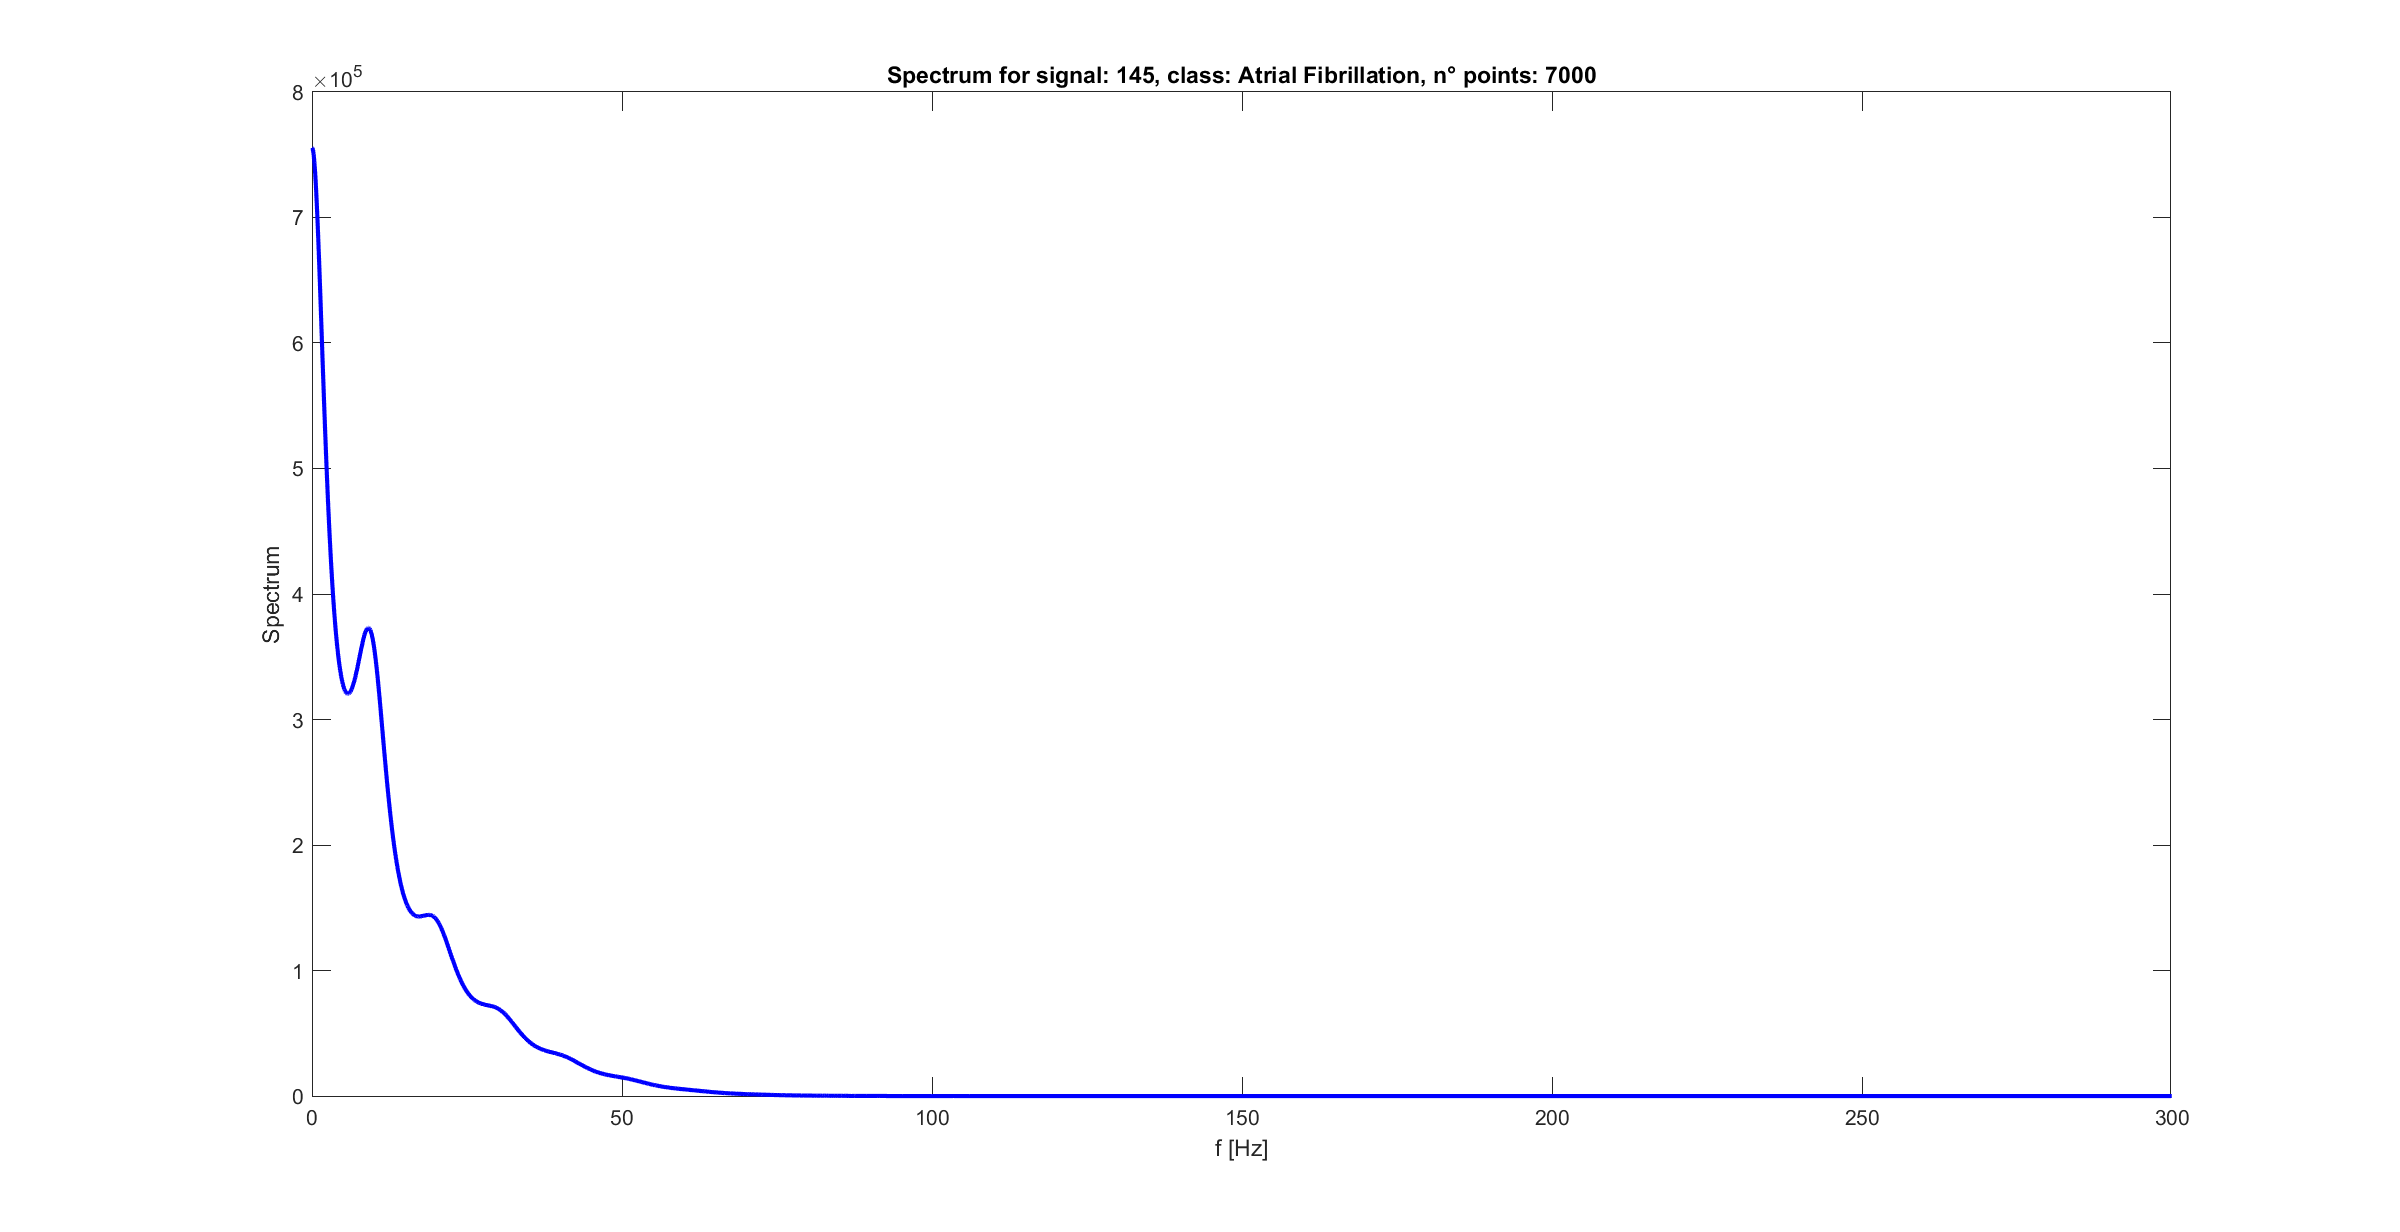 Spectrum for signal: 145, class: Atrial Fibrillation, n° points: 7000
×10^5
8
7
6
5
4
3
2
1
0
Spectrum
0 50 100 150 200 250 300
f [Hz]